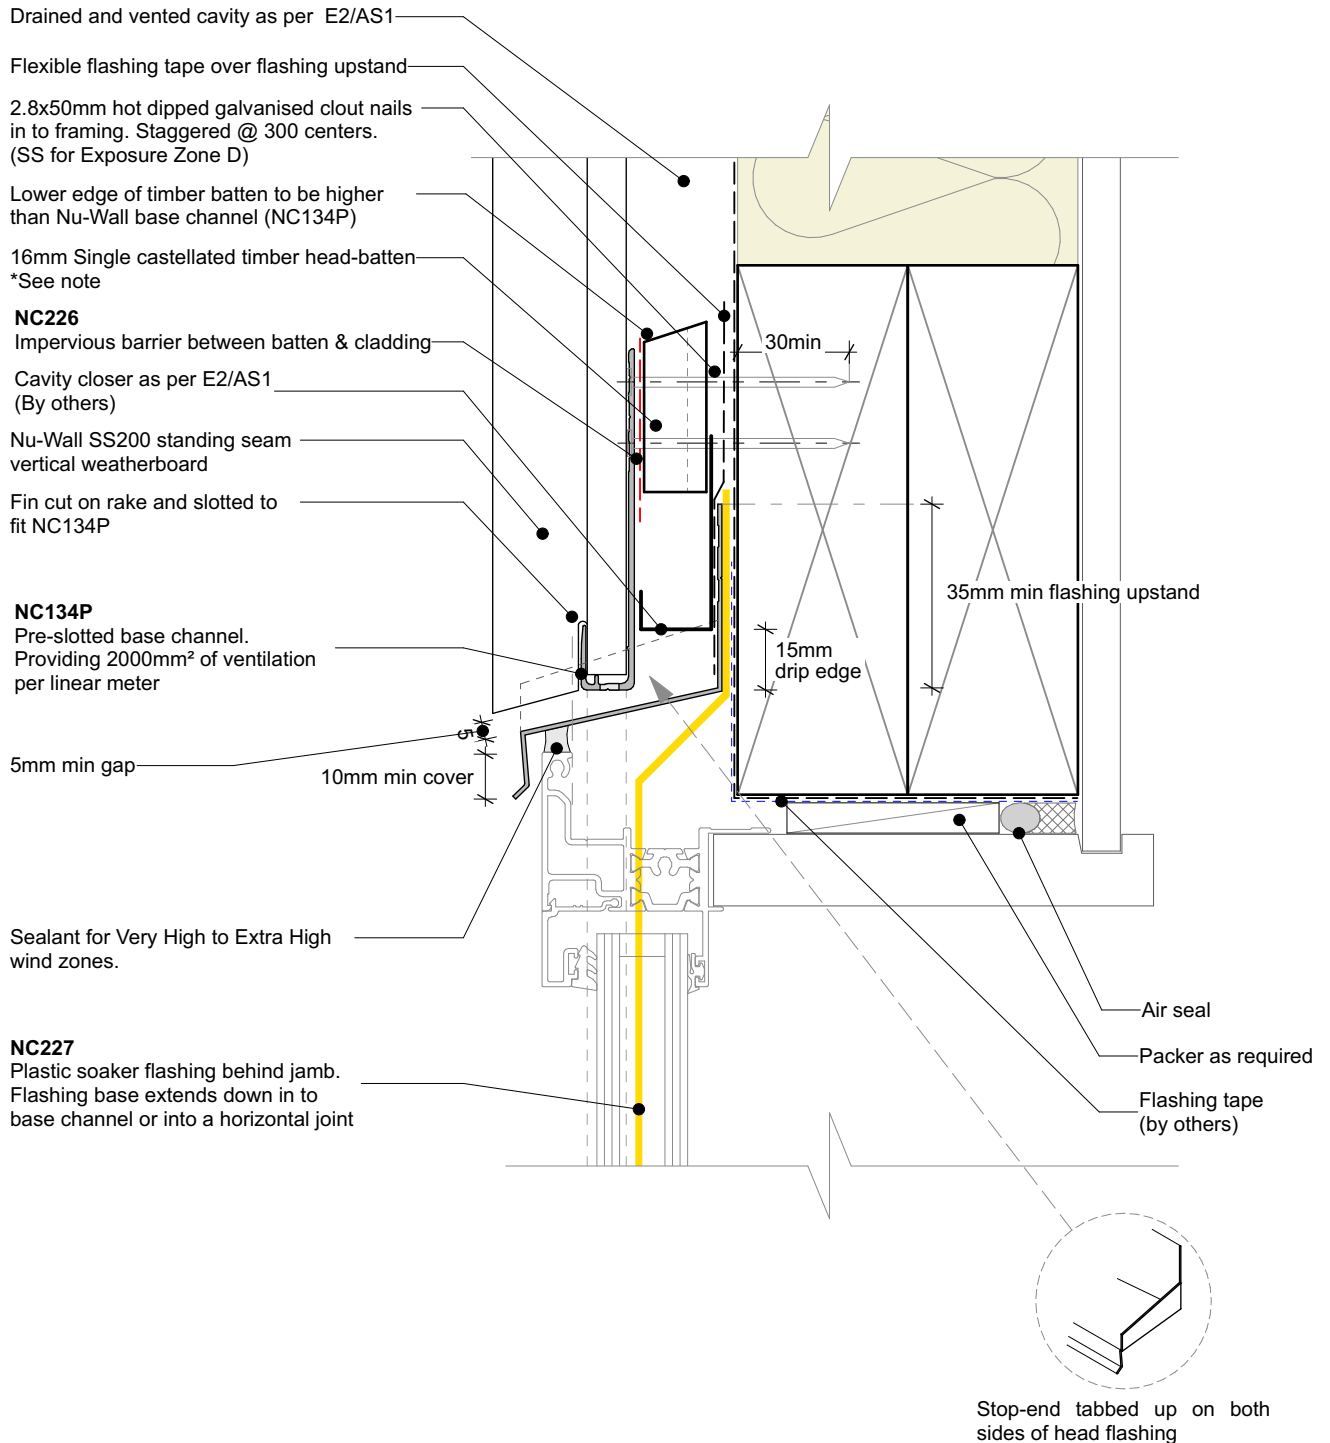 Drained and vented cavity as per E2/AS1
Flexible flashing tape over flashing upstand
2.8x50mm hot dipped galvanised clout nails
in to framing. Staggered @ 300 centers.
(SS for Exposure Zone D)
Lower edge of timber batten to be higher
than Nu-Wall base channel (NC134P)
16mm Single castellated timber head-batten
*See note
NC226
Impervious barrier between batten & cladding
Cavity closer as per E2/AS1
(By others)
Nu-Wall SS200 standing seam
vertical weatherboard
Fin cut on rake and slotted to
fit NC134P
NC134P
Pre-slotted base channel.
Providing 2000mm² of ventilation
per linear meter
5mm min gap
5
10mm min cover
30min
35mm min flashing upstand
15mm
drip edge
Sealant for Very High to Extra High
wind zones.
NC227
Plastic soaker flashing behind jamb.
Flashing base extends down in to
base channel or into a horizontal joint
Air seal
Packer as required
Flashing tape
(by others)
Stop-end tabbed up on both
sides of head flashing